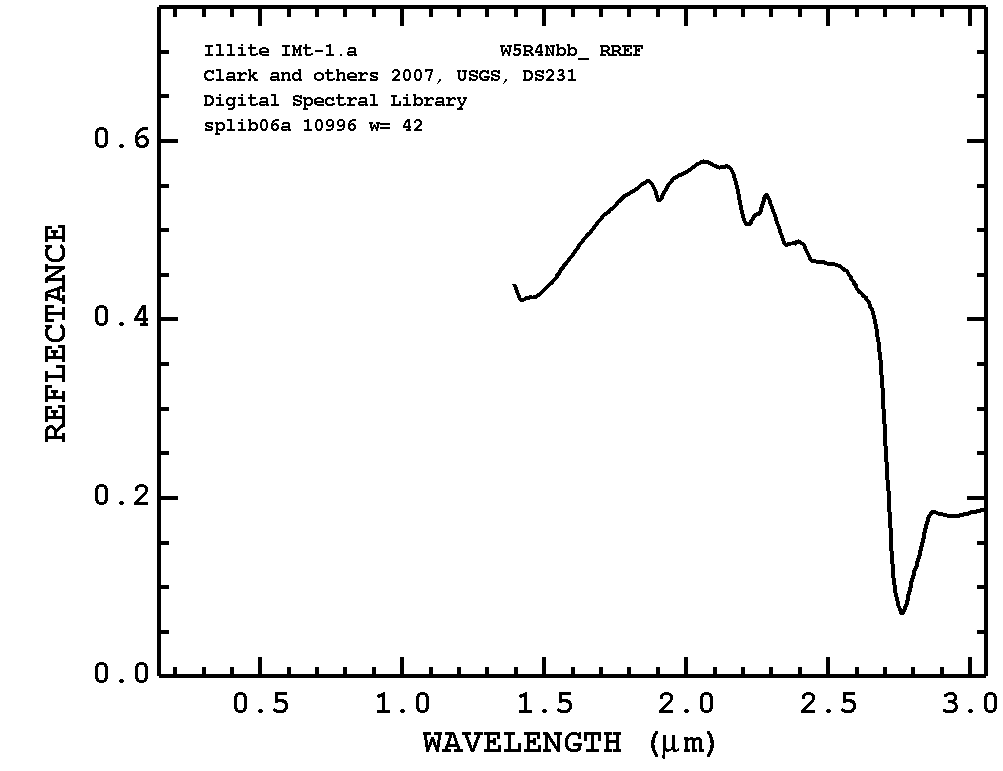 Illite IMt-1.a W5R4Nbb_ RREF
Clark and others 2007, USGS, DS231
Digital Spectral Library
splib06a 10996 w= 42
0.6
0.4
0.2
0.0
REFLECTANCE
0.5 1.0 1.5 2.0 2.5 3.0
WAVELENGTH (μm)